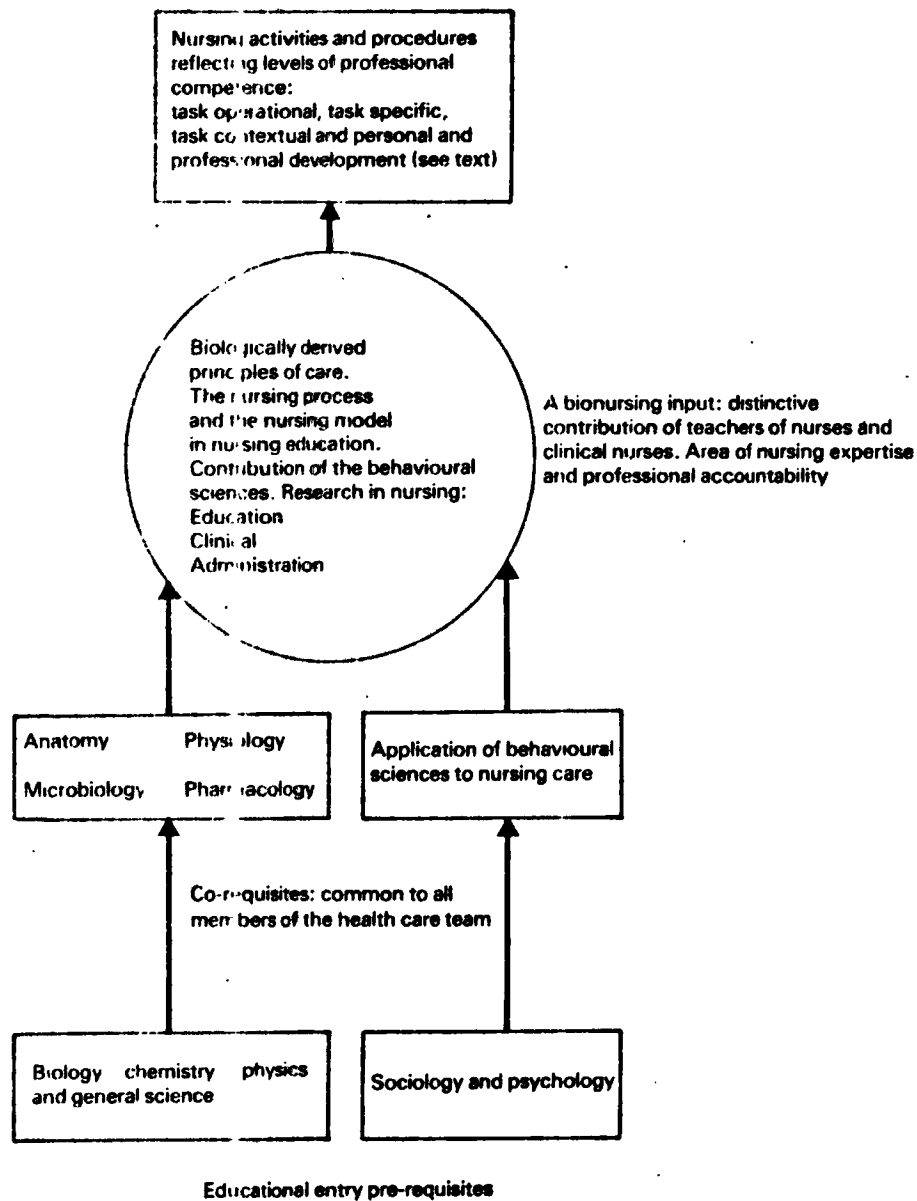 Nursing activities and procedures
reflecting levels of professional
competence:
task operational, task specific,
task contextual and personal and
professional development (see text)
Biologically derived
principles of care.
The nursing process
and the nursing model
in nursing education.
Contribution of the behavioural
sciences. Research in nursing:
Education
Clinical
Administration
A bionursing input: distinctive
contribution of teachers of nurses and
clinical nurses. Area of nursing expertise
and professional accountability
Anatomy Physiology
Microbiology Pharmacology
Application of behavioural
sciences to nursing care
Co-requisites: common to all
members of the health care team
Biology chemistry physics
and general science
Sociology and psychology
Educational entry pre-requisites